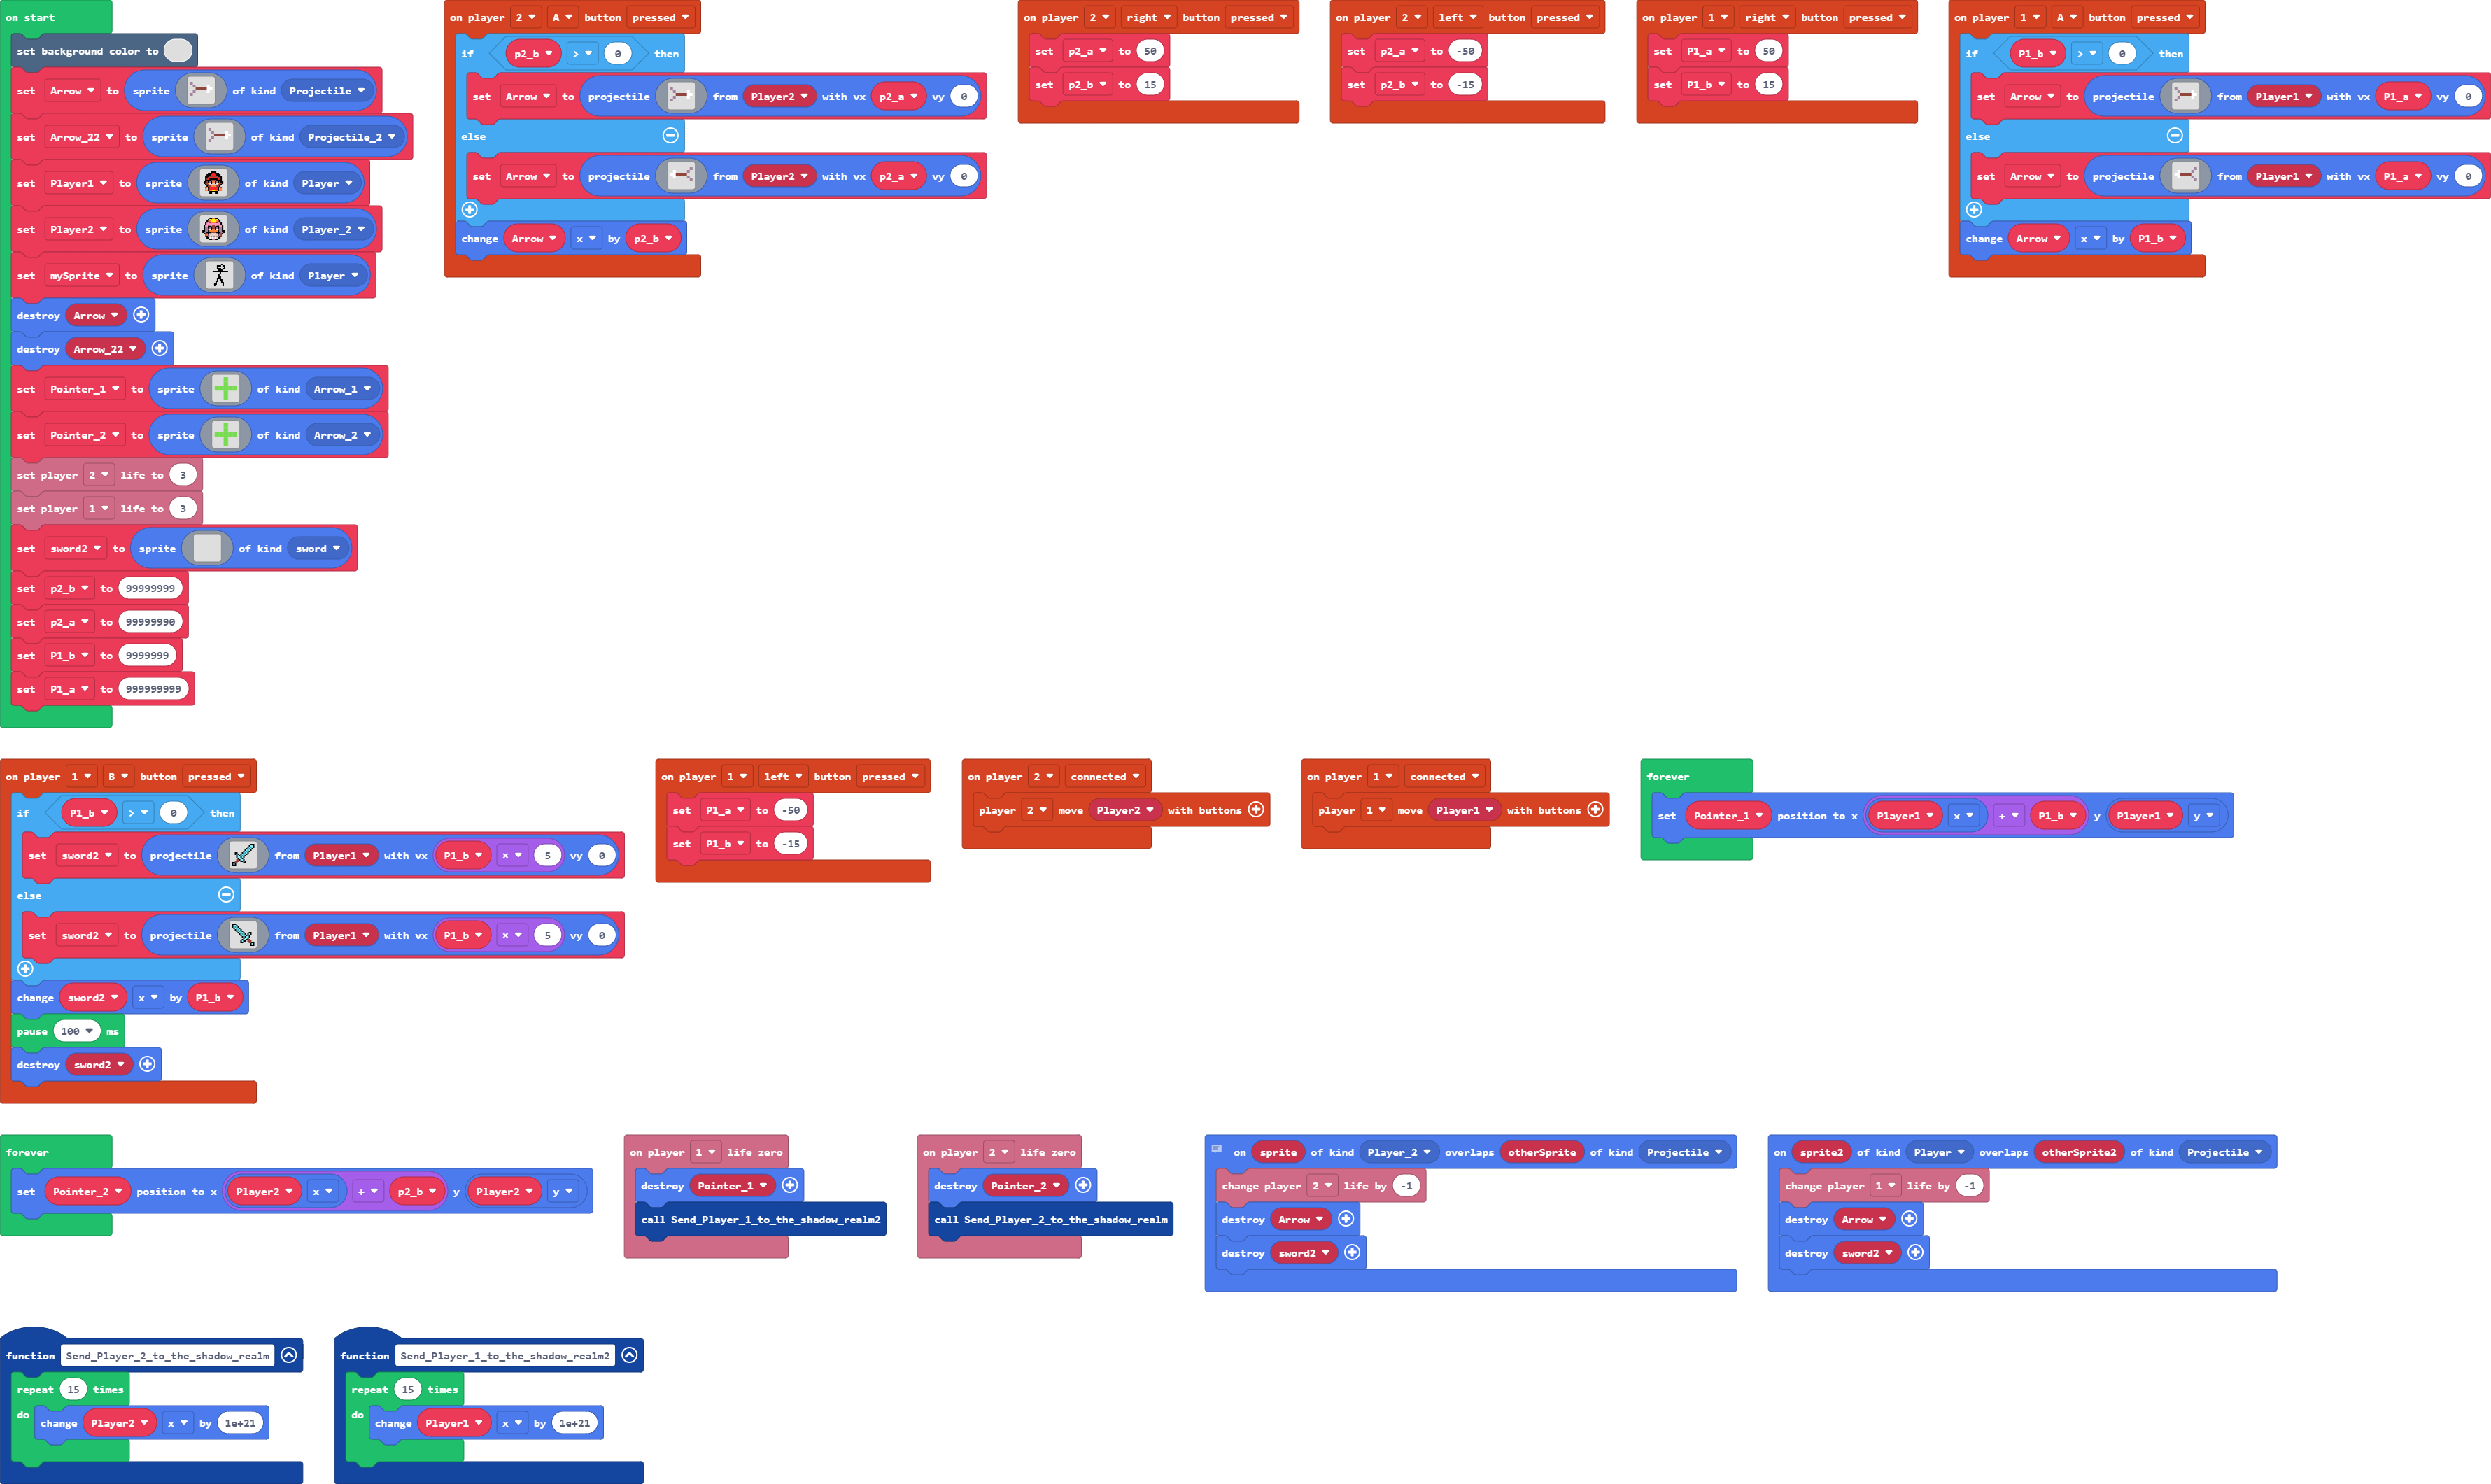 on start
set background color to
set Arrow to sprite of kind Projectile
set Arrow_22 to sprite of kind Projectile_2
set Player1 to sprite of kind Player
set Player2 to sprite of kind Player_2
set mySprite to sprite of kind Player
destroy Arrow
destroy Arrow_22
set Pointer_1 to sprite of kind Arrow_1
set Pointer_2 to sprite of kind Arrow_2
set player 2 life to 3
set player 1 life to 3
set sword2 to sprite of kind sword
set p2_b to 99999999
set p2_a to 99999990
set P1_b to 9999999
set P1_a to 999999999
on player 2 A button pressed
if p2_b > 0 then
set Arrow to projectile from Player2 with vx p2_a vy 0
else
set Arrow to projectile from Player2 with vx p2_a vy 0
change Arrow x by p2_b
on player 2 right button pressed
set p2_a to 50
set p2_b to 15
on player 2 left button pressed
set p2_a to -50
set p2_b to -15
on player 1 right button pressed
set P1_a to 50
set P1_b to 15
on player 1 A button pressed
if P1_b > 0 then
set Arrow to projectile from Player1 with vx P1_a vy 0
else
set Arrow to projectile from Player1 with vx P1_a vy 0
change Arrow x by P1_b
on player 1 B button pressed
if P1_b > 0 then
set sword2 to projectile from Player1 with vx P1_b × 5 vy 0
else
set sword2 to projectile from Player1 with vx P1_b × 5 vy 0
change sword2 x by P1_b
pause 100 ms
destroy sword2
on player 1 left button pressed
set P1_a to -50
set P1_b to -15
on player 2 connected
player 2 move Player2 with buttons
on player 1 connected
player 1 move Player1 with buttons
forever
set Pointer_1 position to x Player1 x + P1_b y Player1 y
forever
set Pointer_2 position to x Player2 x + p2_b y Player2 y
on player 1 life zero
destroy Pointer_1
call Send_Player_1_to_the_shadow_realm2
on player 2 life zero
destroy Pointer_2
call Send_Player_2_to_the_shadow_realm
on sprite of kind Player_2 overlaps otherSprite of kind Projectile
change player 2 life by -1
destroy Arrow
destroy sword2
on sprite2 of kind Player overlaps otherSprite2 of kind Projectile
change player 1 life by -1
destroy Arrow
destroy sword2
function Send_Player_2_to_the_shadow_realm
repeat 15 times
do change Player2 x by 1e+21
function Send_Player_1_to_the_shadow_realm2
repeat 15 times
do change Player1 x by 1e+21